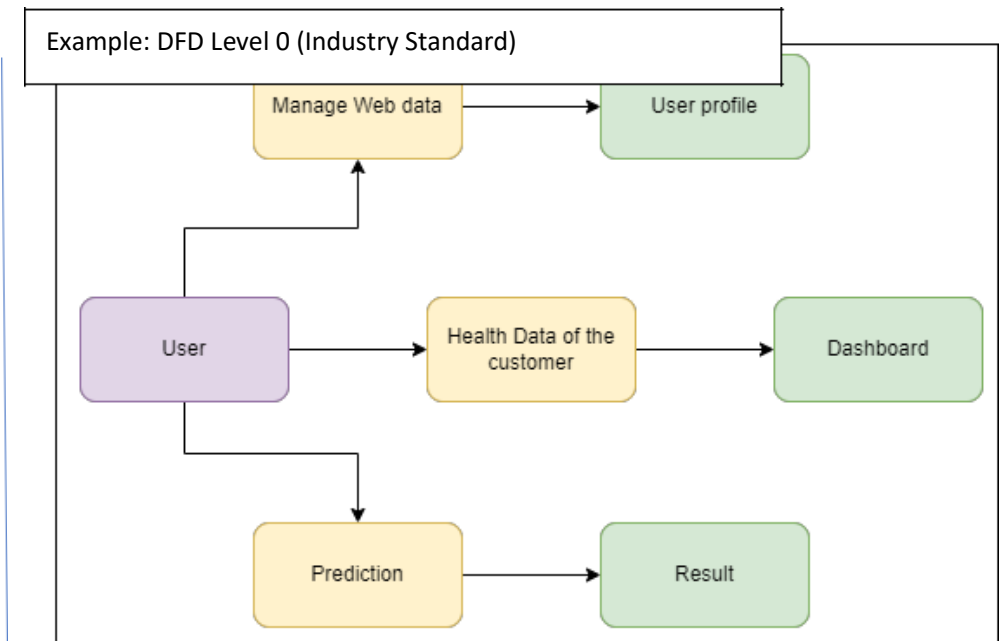 Example: DFD Level 0 (Industry Standard)
Manage Web data
User profile
User
Health Data of the
customer
Dashboard
Prediction
Result